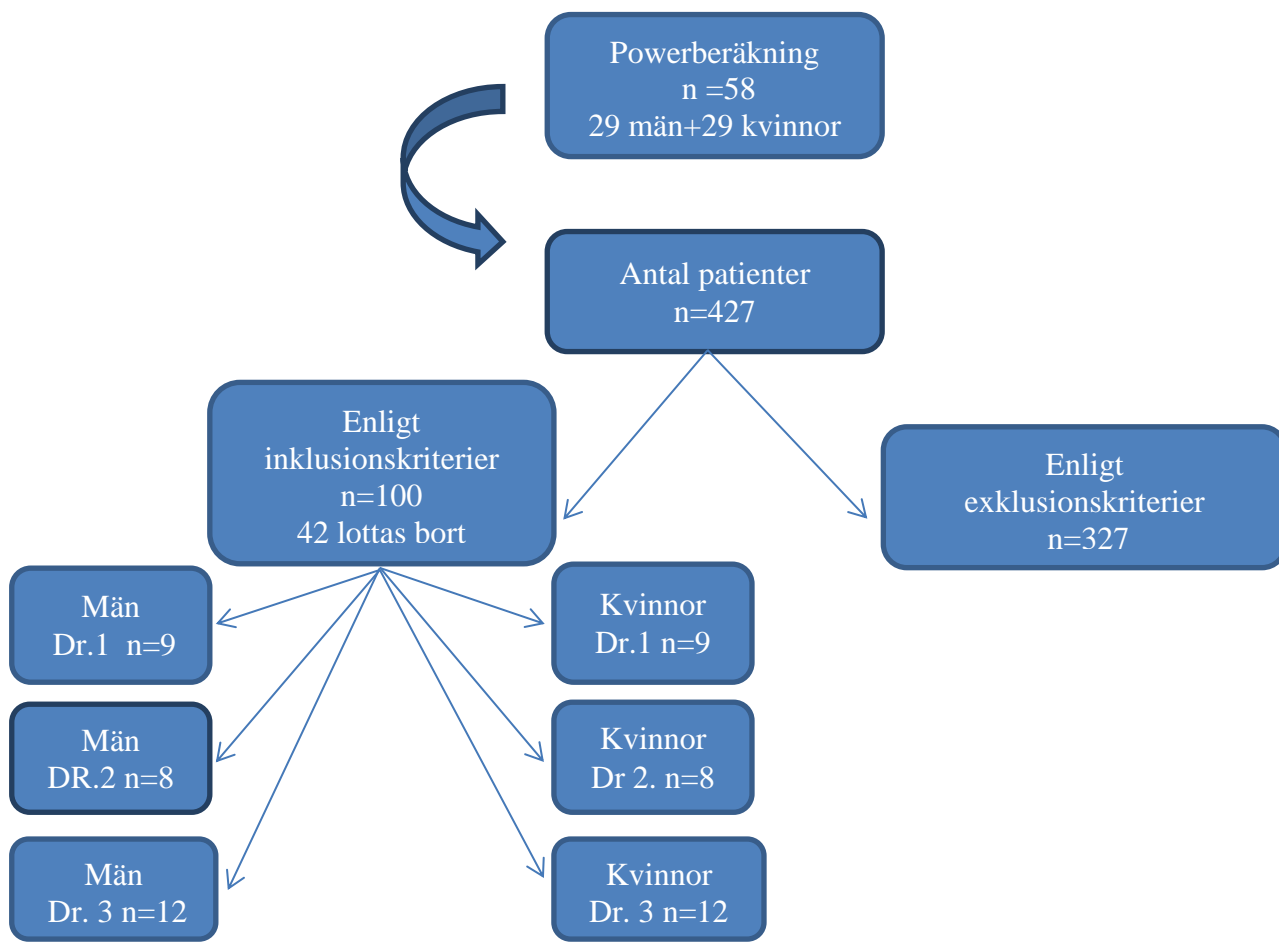 Powerberäkning
n =58
29 män+29 kvinnor
Antal patienter
n=427
Enligt
inklusionskriterier
n=100
42 lottas bort
Enligt
exklusionskriterier
n=327
Män
Dr.1  n=9
Kvinnor
Dr.1 n=9
Män
DR.2 n=8
Kvinnor
Dr 2. n=8
Män
Dr. 3 n=12
Kvinnor
Dr. 3 n=12